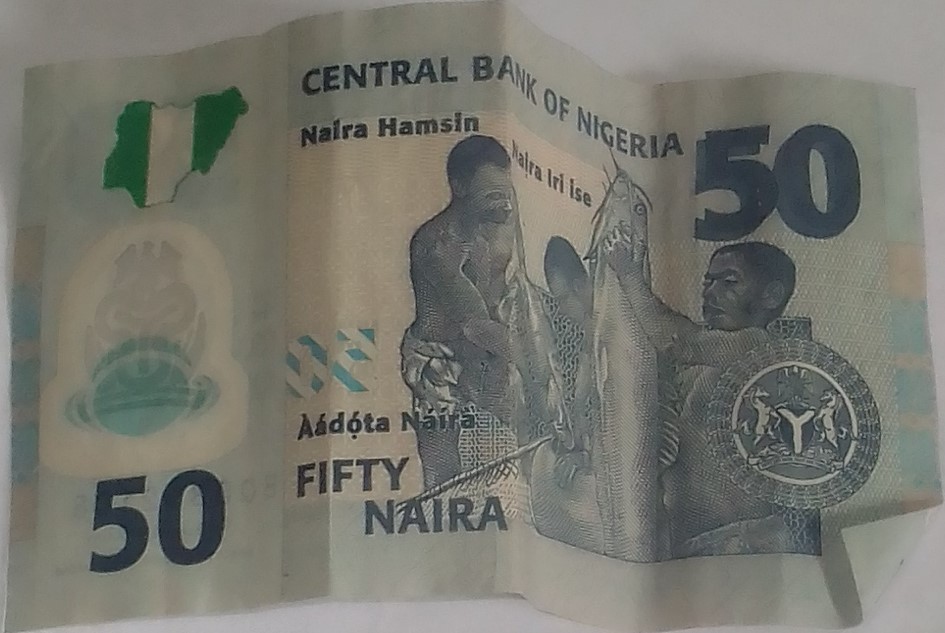 CENTRAL BANK OF NIGERIA
Naira Hamsin
Naira Iri Ise
50
Àádọ́ta Náírà
FIFTY
NAIRA
50